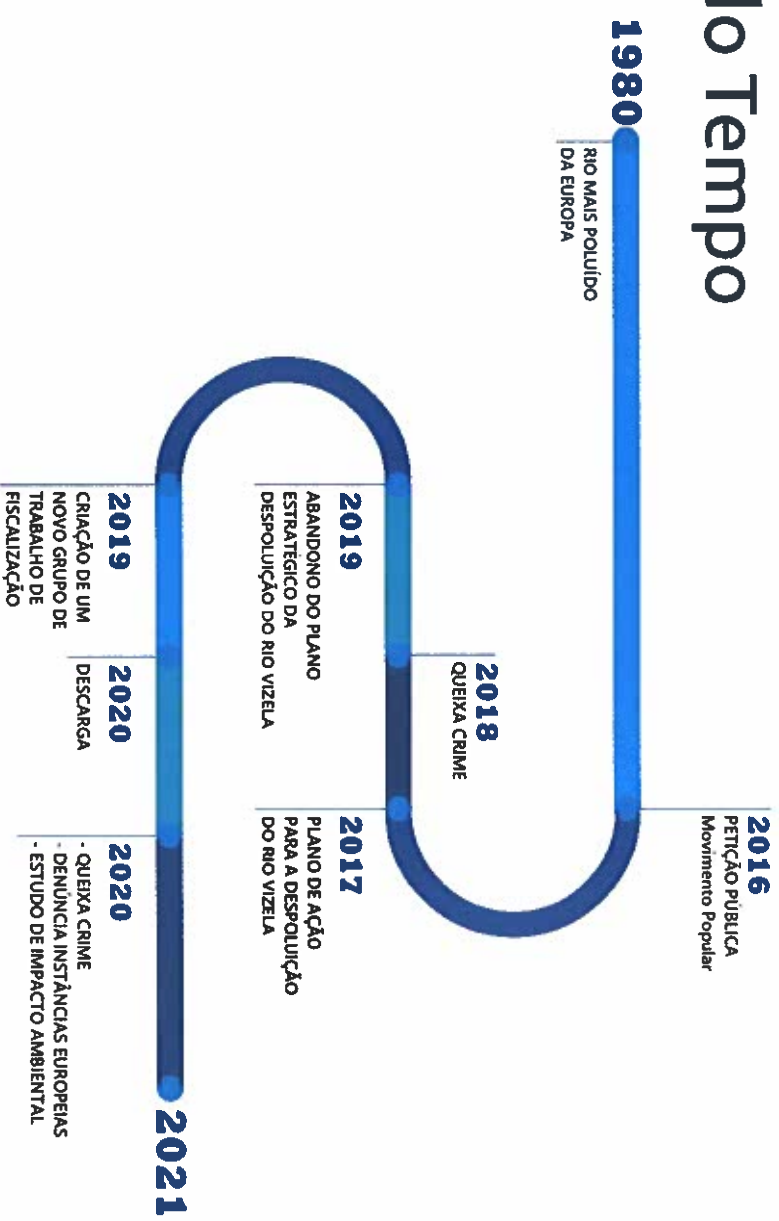 do Tempo
1980
RIO MAIS POLUÍDO
DA EUROPA
2016
PETIÇÃO PÚBLICA
Movimento Popular
2017
PLANO DE AÇÃO
PARA A DESPOLUIÇÃO
DO RIO VIZELA
2018
QUEIXA CRIME
2019
ABANDONO DO PLANO
ESTRATÉGICO DA
DESPOLUIÇÃO DO RIO VIZELA
2019
CRIAÇÃO DE UM
NOVO GRUPO DE
TRABALHO DE
FISCALIZAÇÃO
2020
DESCARGA
2020
- QUEIXA CRIME
- DENÚNCIA INSTÂNCIAS EUROPEIAS
- ESTUDO DE IMPACTO AMBIENTAL
2021